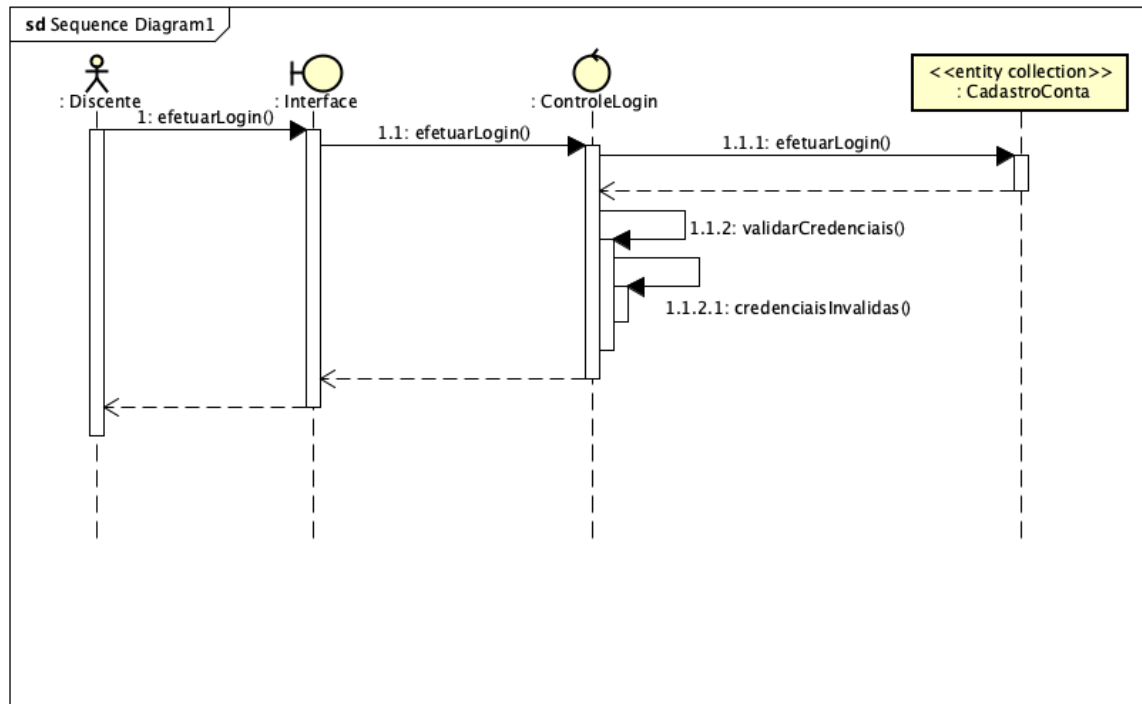 sd Sequence Diagram1
<<entity collection>>
: CadastroConta
: Discente
: Interface
: ControleLogin
1: efetuarLogin()
1.1: efetuarLogin()
1.1.1: efetuarLogin()
1.1.2: validarCredenciais()
1.1.2.1: credenciaisInvalidas()